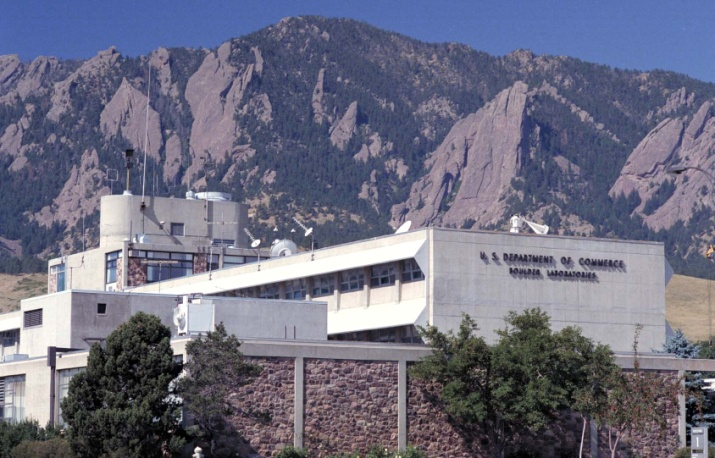 U. S. DEPARTMENT OF COMMERCE
BOULDER LABORATORIES